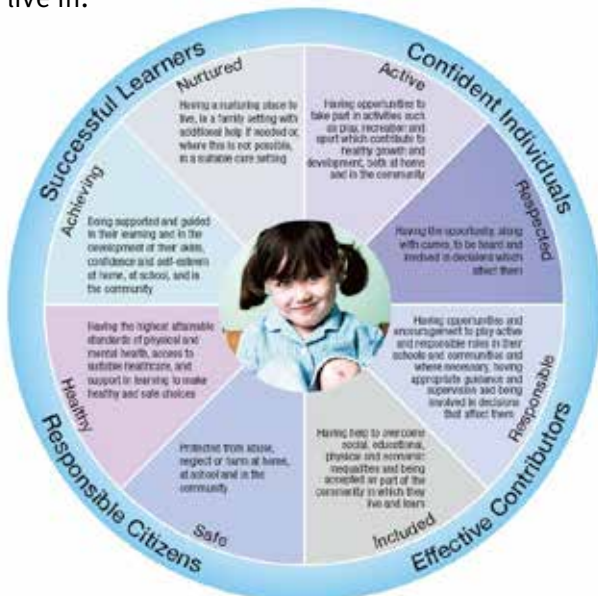 live in.
Successful Learners
Confident Individuals
Nurtured
Having a nurturing place to
live, in a family setting with
additional help if needed or,
where this is not possible,
in a suitable care setting
Active
Having opportunities to
take part in activities such
as play, recreation and
sport which contribute to
healthy growth and
development, both at home
and in the community
Respected
Having the opportunity, along
with carers, to be heard and
involved in decisions which
affect them
Responsible
Having opportunities and
encouragement to play active
and responsible roles in their
schools and communities and
where necessary, having
appropriate guidance and
supervision and being
involved in decisions
that affect them
Effective Contributors
Included
Having help to overcome
social, educational,
physical and economic
inequalities and being
accepted as part of the
community in which they
live and learn
Safe
Protected from abuse,
neglect or harm at home,
at school and in the
community
Responsible Citizens
Healthy
Having the highest attainable
standards of physical and
mental health, access to
suitable healthcare, and
support in learning to make
healthy and safe choices
Achieving
Being supported and guided
in their learning and in the
development of their skills,
confidence and self-esteem
at home, at school, and in
the community